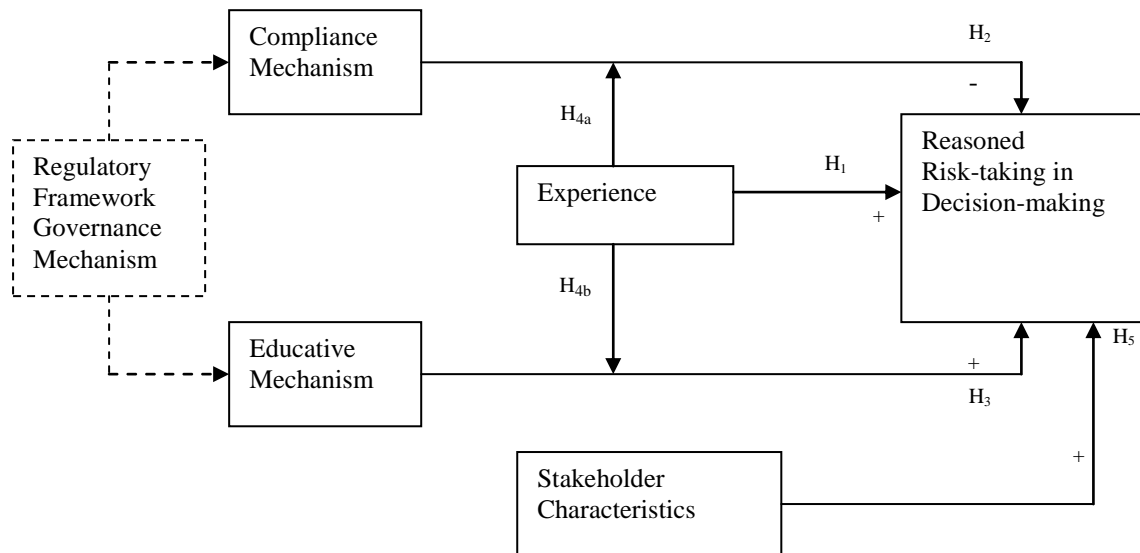 Compliance
Mechanism
H2
-
Regulatory
Framework
Governance
Mechanism
H4a
Experience
H1
+
Reasoned
Risk-taking in
Decision-making
H4b
Educative
Mechanism
+
H3
H5
+
Stakeholder
Characteristics